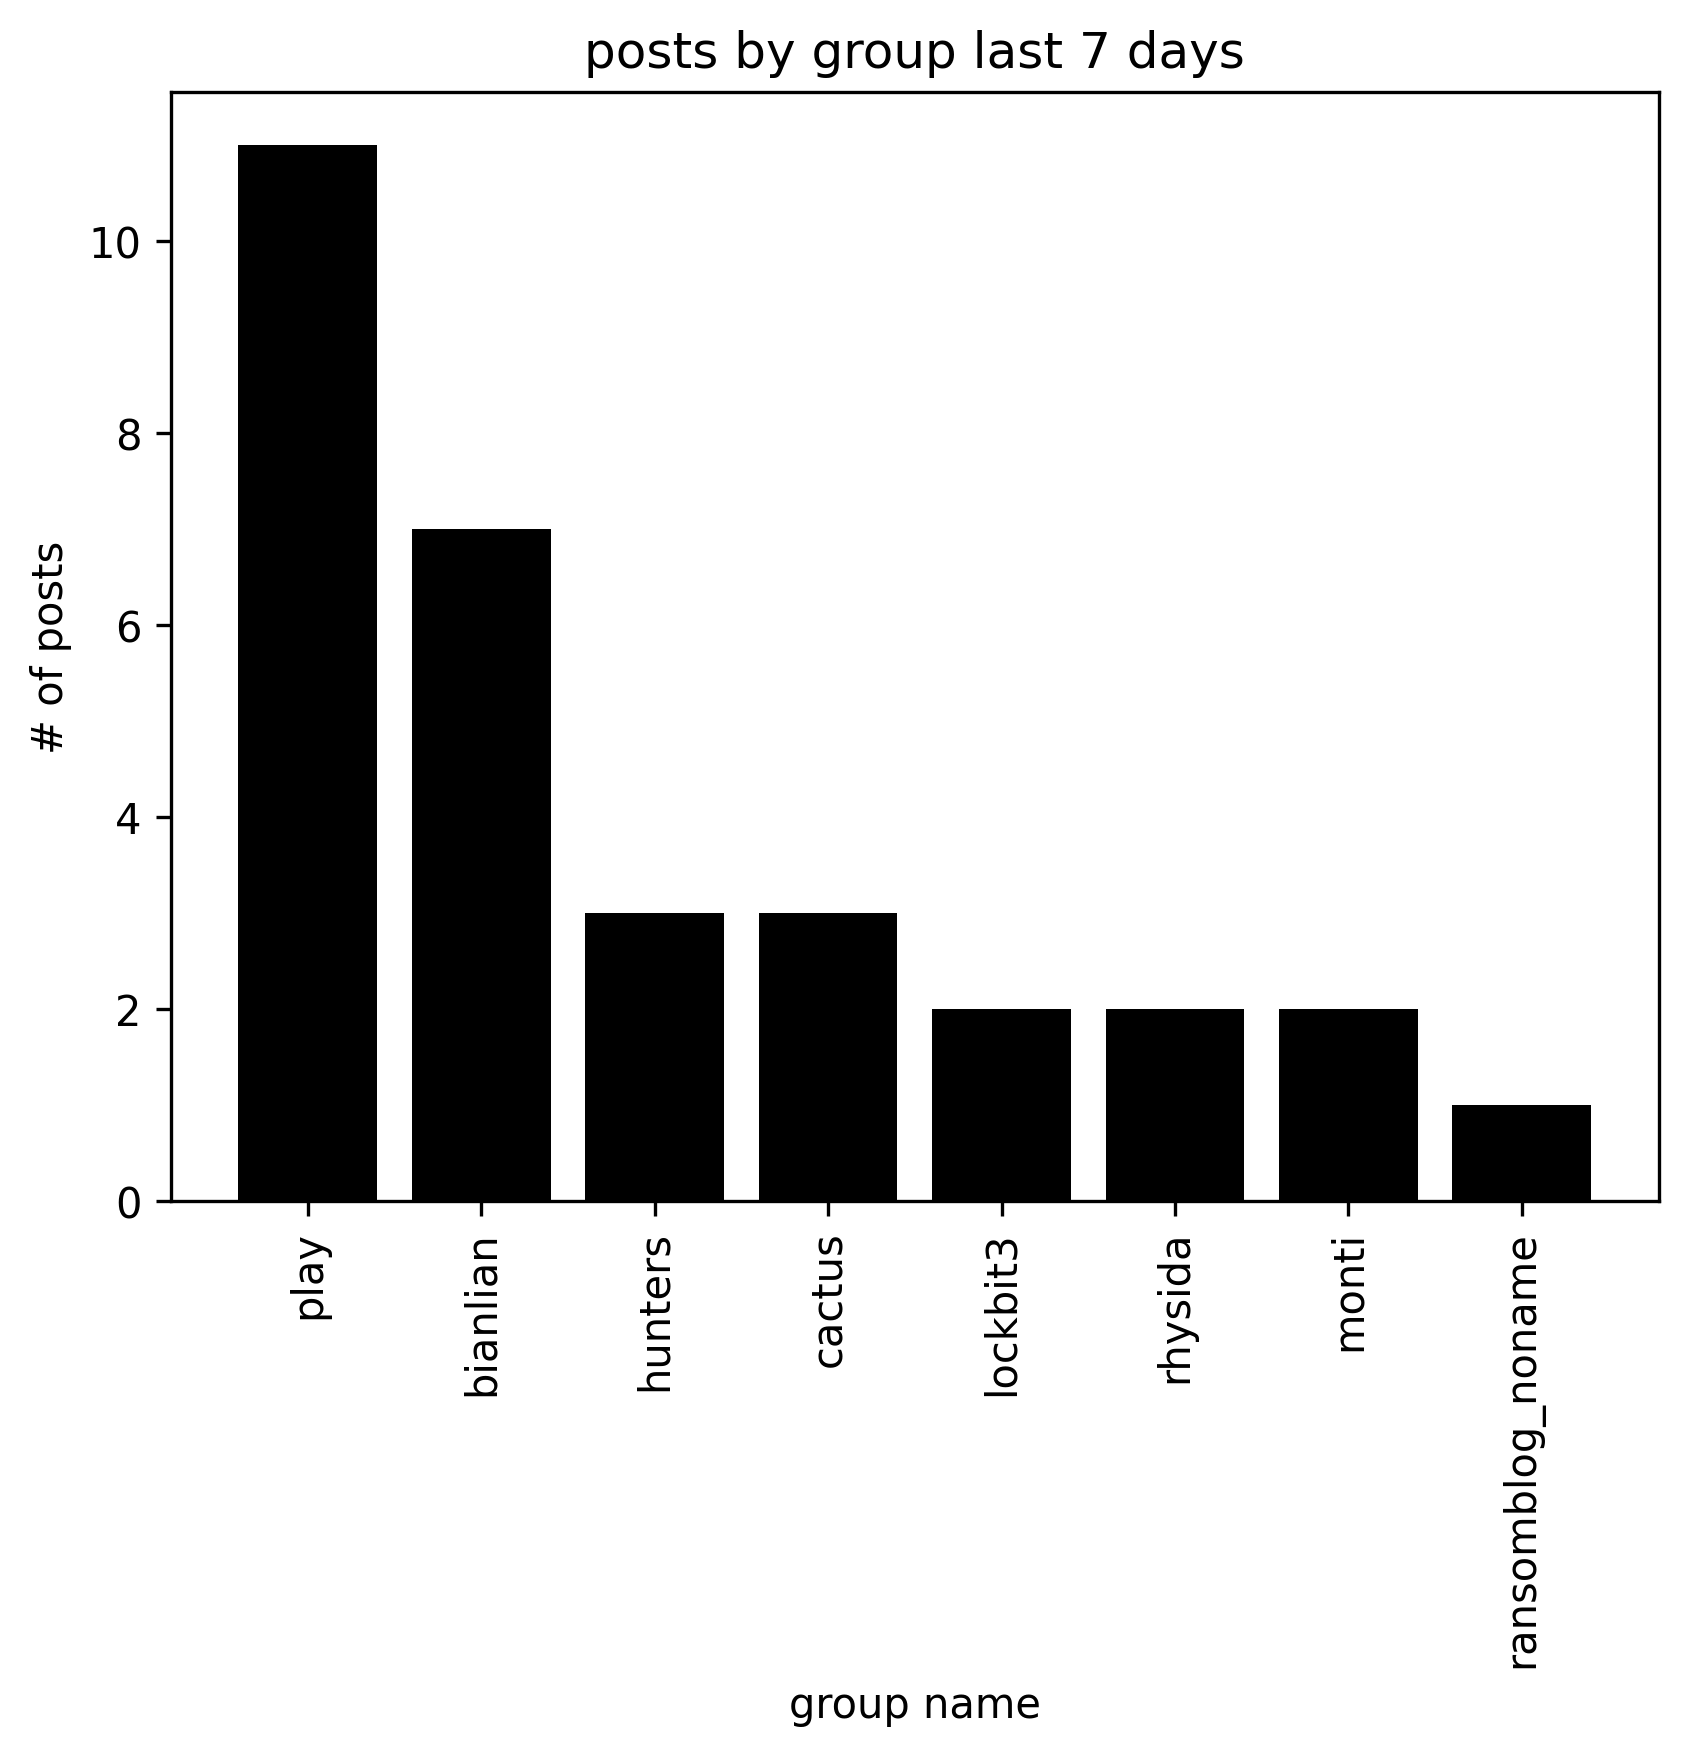 posts by group last 7 days
10
8
6
4
2
0
# of posts
play
bianlian
hunters
cactus
lockbit3
rhysida
monti
ransomblog_noname
group name